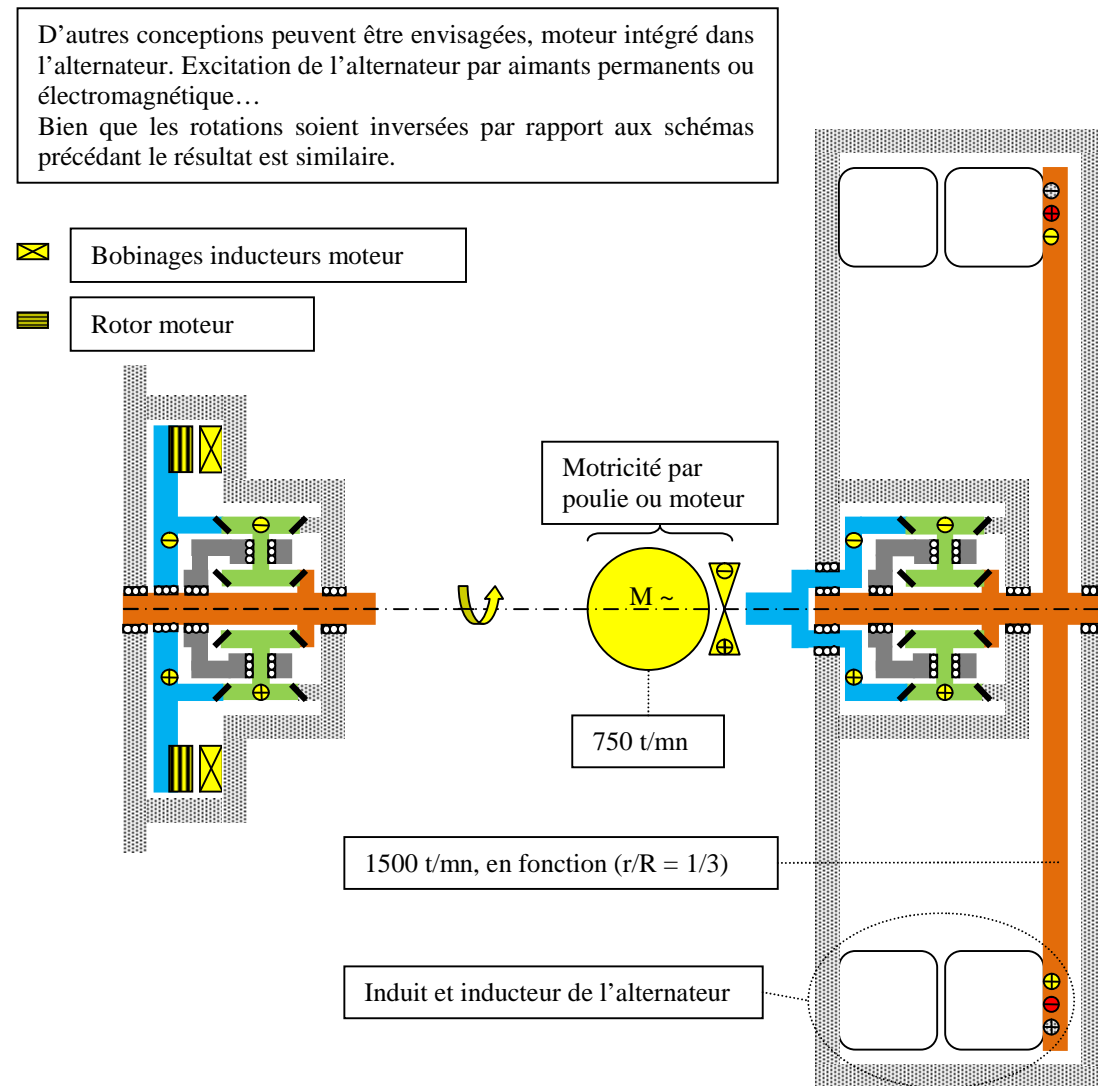 D’autres conceptions peuvent être envisagées, moteur intégré dans
l’alternateur. Excitation de l’alternateur par aimants permanents ou
électromagnétique…
Bien que les rotations soient inversées par rapport aux schémas
précédant le résultat est similaire.
Bobinages inducteurs moteur
Rotor moteur
Motricité par
poulie ou moteur
M ~
750 t/mn
1500 t/mn, en fonction (r/R = 1/3)
Induit et inducteur de l’alternateur